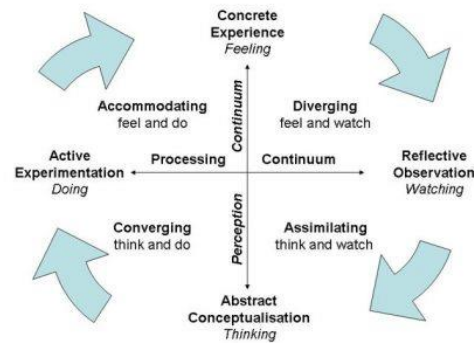 Concrete
Experience
Feeling
Accommodating
feel and do
Continuum
Diverging
feel and watch
Active
Experimentation
Doing
Processing
Continuum
Reflective
Observation
Watching
Converging
think and do
Perception
Assimilating
think and watch
Abstract
Conceptualisation
Thinking